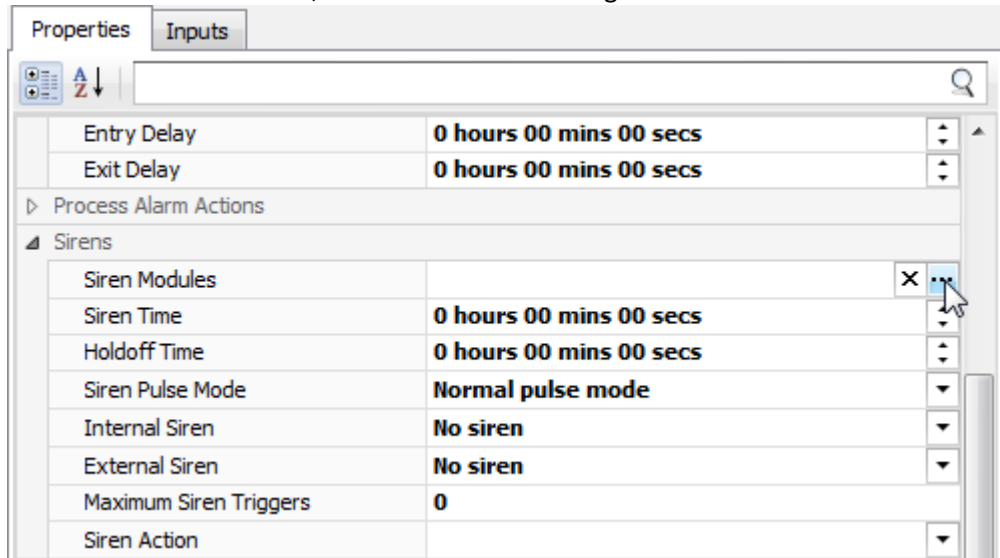 Properties Inputs
A Z
Entry Delay 0 hours 00 mins 00 secs
Exit Delay 0 hours 00 mins 00 secs
Process Alarm Actions
Sirens
Siren Modules
Siren Time 0 hours 00 mins 00 secs
Holdoff Time 0 hours 00 mins 00 secs
Siren Pulse Mode Normal pulse mode
Internal Siren No siren
External Siren No siren
Maximum Siren Triggers 0
Siren Action